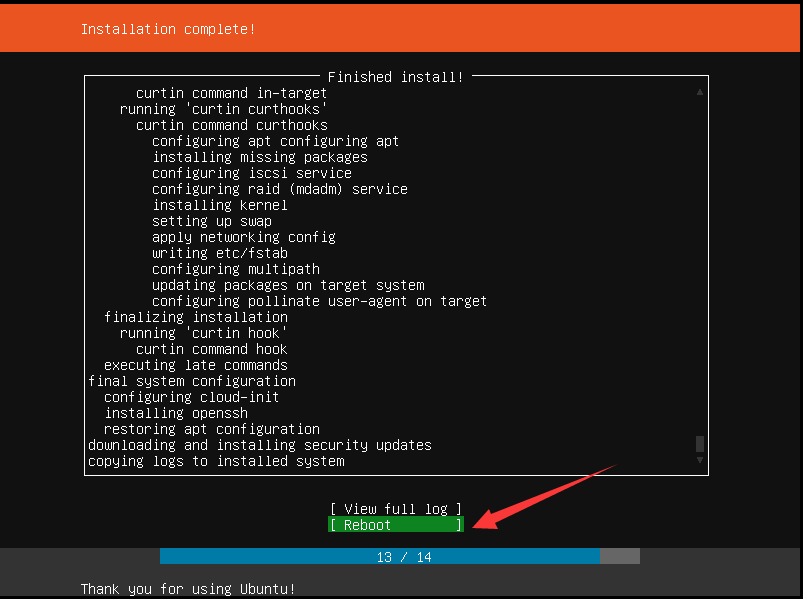 Installation complete!
Finished install!
curtin command in-target
running 'curtin curthooks'
curtin command curthooks
configuring apt configuring apt
installing missing packages
configuring iscsi service
configuring raid (mdadm) service
installing kernel
setting up swap
apply networking config
writing etc/fstab
configuring multipath
updating packages on target system
configuring pollinate user-agent on target
finalizing installation
running 'curtin hook'
curtin command hook
executing late commands
final system configuration
configuring cloud-init
installing openssh
restoring apt configuration
downloading and installing security updates
copying logs to installed system
[ View full log ]
[ Reboot ]
13 / 14
Thank you for using Ubuntu!